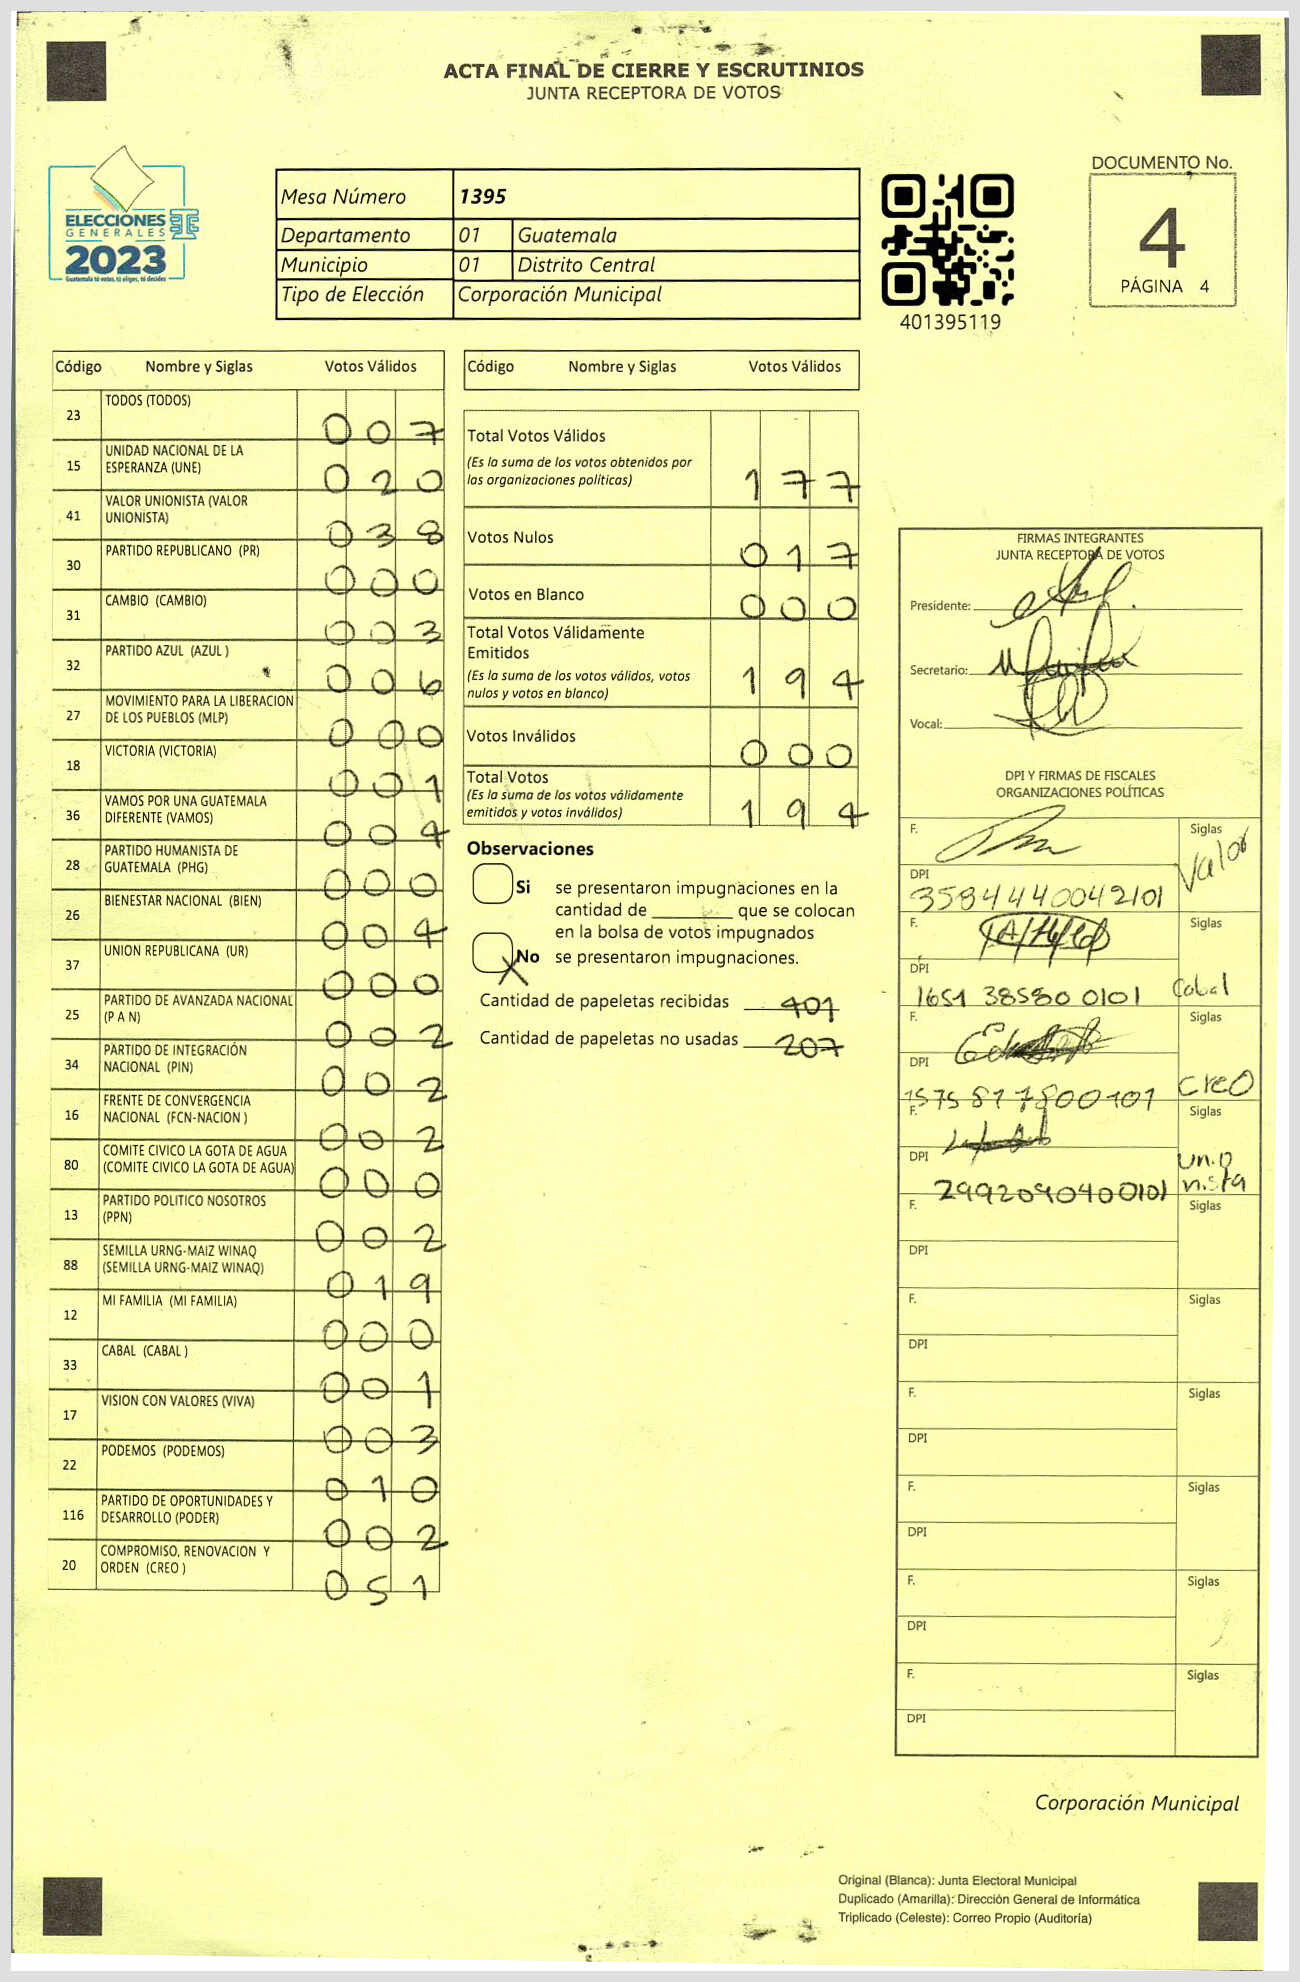 ACTA FINAL DE CIERRE Y ESCRUTINIOS
JUNTA RECEPTORA DE VOTOS
ELECCIONES
GENERALES
2023
Guatemala tú votas, tú eliges, tú decides
Mesa Número 1395
Departamento 01 Guatemala
Municipio 01 Distrito Central
Tipo de Elección Corporación Municipal
401395119
DOCUMENTO No.
4
PÁGINA 4
Código Nombre y Siglas Votos Válidos
23 TODOS (TODOS) 007
15 UNIDAD NACIONAL DE LA ESPERANZA (UNE) 020
41 VALOR UNIONISTA (VALOR UNIONISTA) 038
30 PARTIDO REPUBLICANO (PR) 000
31 CAMBIO (CAMBIO) 003
32 PARTIDO AZUL (AZUL ) 006
27 MOVIMIENTO PARA LA LIBERACION DE LOS PUEBLOS (MLP) 000
18 VICTORIA (VICTORIA) 001
36 VAMOS POR UNA GUATEMALA DIFERENTE (VAMOS) 004
28 PARTIDO HUMANISTA DE GUATEMALA (PHG) 000
26 BIENESTAR NACIONAL (BIEN) 004
37 UNION REPUBLICANA (UR) 000
25 PARTIDO DE AVANZADA NACIONAL (P A N) 002
34 PARTIDO DE INTEGRACIÓN NACIONAL (PIN) 002
16 FRENTE DE CONVERGENCIA NACIONAL (FCN-NACION ) 002
80 COMITE CIVICO LA GOTA DE AGUA (COMITE CIVICO LA GOTA DE AGUA) 000
13 PARTIDO POLITICO NOSOTROS (PPN) 002
88 SEMILLA URNG-MAIZ WINAQ (SEMILLA URNG-MAIZ WINAQ) 019
12 MI FAMILIA (MI FAMILIA) 000
33 CABAL (CABAL ) 001
17 VISION CON VALORES (VIVA) 003
22 PODEMOS (PODEMOS) 010
116 PARTIDO DE OPORTUNIDADES Y DESARROLLO (PODER) 002
20 COMPROMISO, RENOVACION Y ORDEN (CREO ) 051
Código Nombre y Siglas Votos Válidos
Total Votos Válidos 177
(Es la suma de los votos obtenidos por
las organizaciones políticas)
Votos Nulos 017
Votos en Blanco 000
Total Votos Válidamente
Emitidos 194
(Es la suma de los votos válidos, votos
nulos y votos en blanco)
Votos Inválidos 000
Total Votos 194
(Es la suma de los votos válidamente
emitidos y votos inválidos)
Observaciones
Si se presentaron impugnaciones en la
cantidad de ________ que se colocan
en la bolsa de votos impugnados
X No se presentaron impugnaciones.
Cantidad de papeletas recibidas 401
Cantidad de papeletas no usadas 207
FIRMAS INTEGRANTES
JUNTA RECEPTORA DE VOTOS
Presidente:
Secretario:
Vocal:
DPI Y FIRMAS DE FISCALES
ORGANIZACIONES POLÍTICAS
F. Siglas Valor
DPI 3584440042101
F. Siglas Cabal
DPI 1651 38580 0101
F. Siglas Creo
DPI 1575 81 7800101
F. Siglas Unionista
DPI 2992090400101
F. Siglas
DPI
F. Siglas
DPI
F. Siglas
DPI
F. Siglas
DPI
F. Siglas
DPI
F. Siglas
DPI
Corporación Municipal
Original (Blanca): Junta Electoral Municipal
Duplicado (Amarilla): Dirección General de Informática
Triplicado (Celeste): Correo Propio (Auditoría)